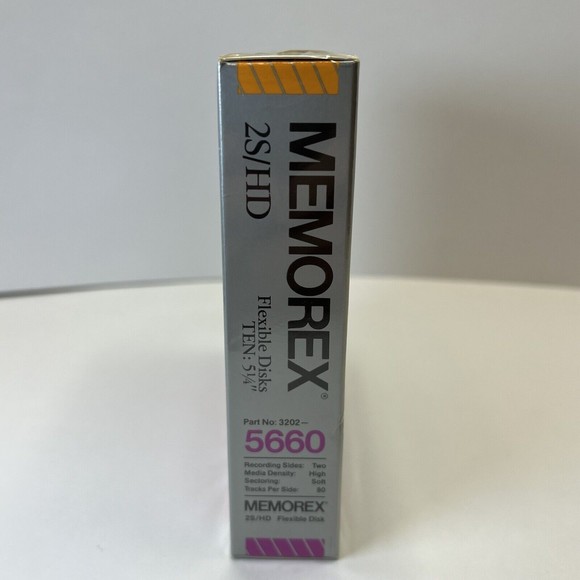 MEMOREX®
2S/HD
Flexible Disks
TEN: 5¼"
Part No: 3202—
5660
Recording Sides: Two
Media Density: High
Sectoring: Soft
Tracks Per Side: 80
MEMOREX
2S/HD Flexible Disk